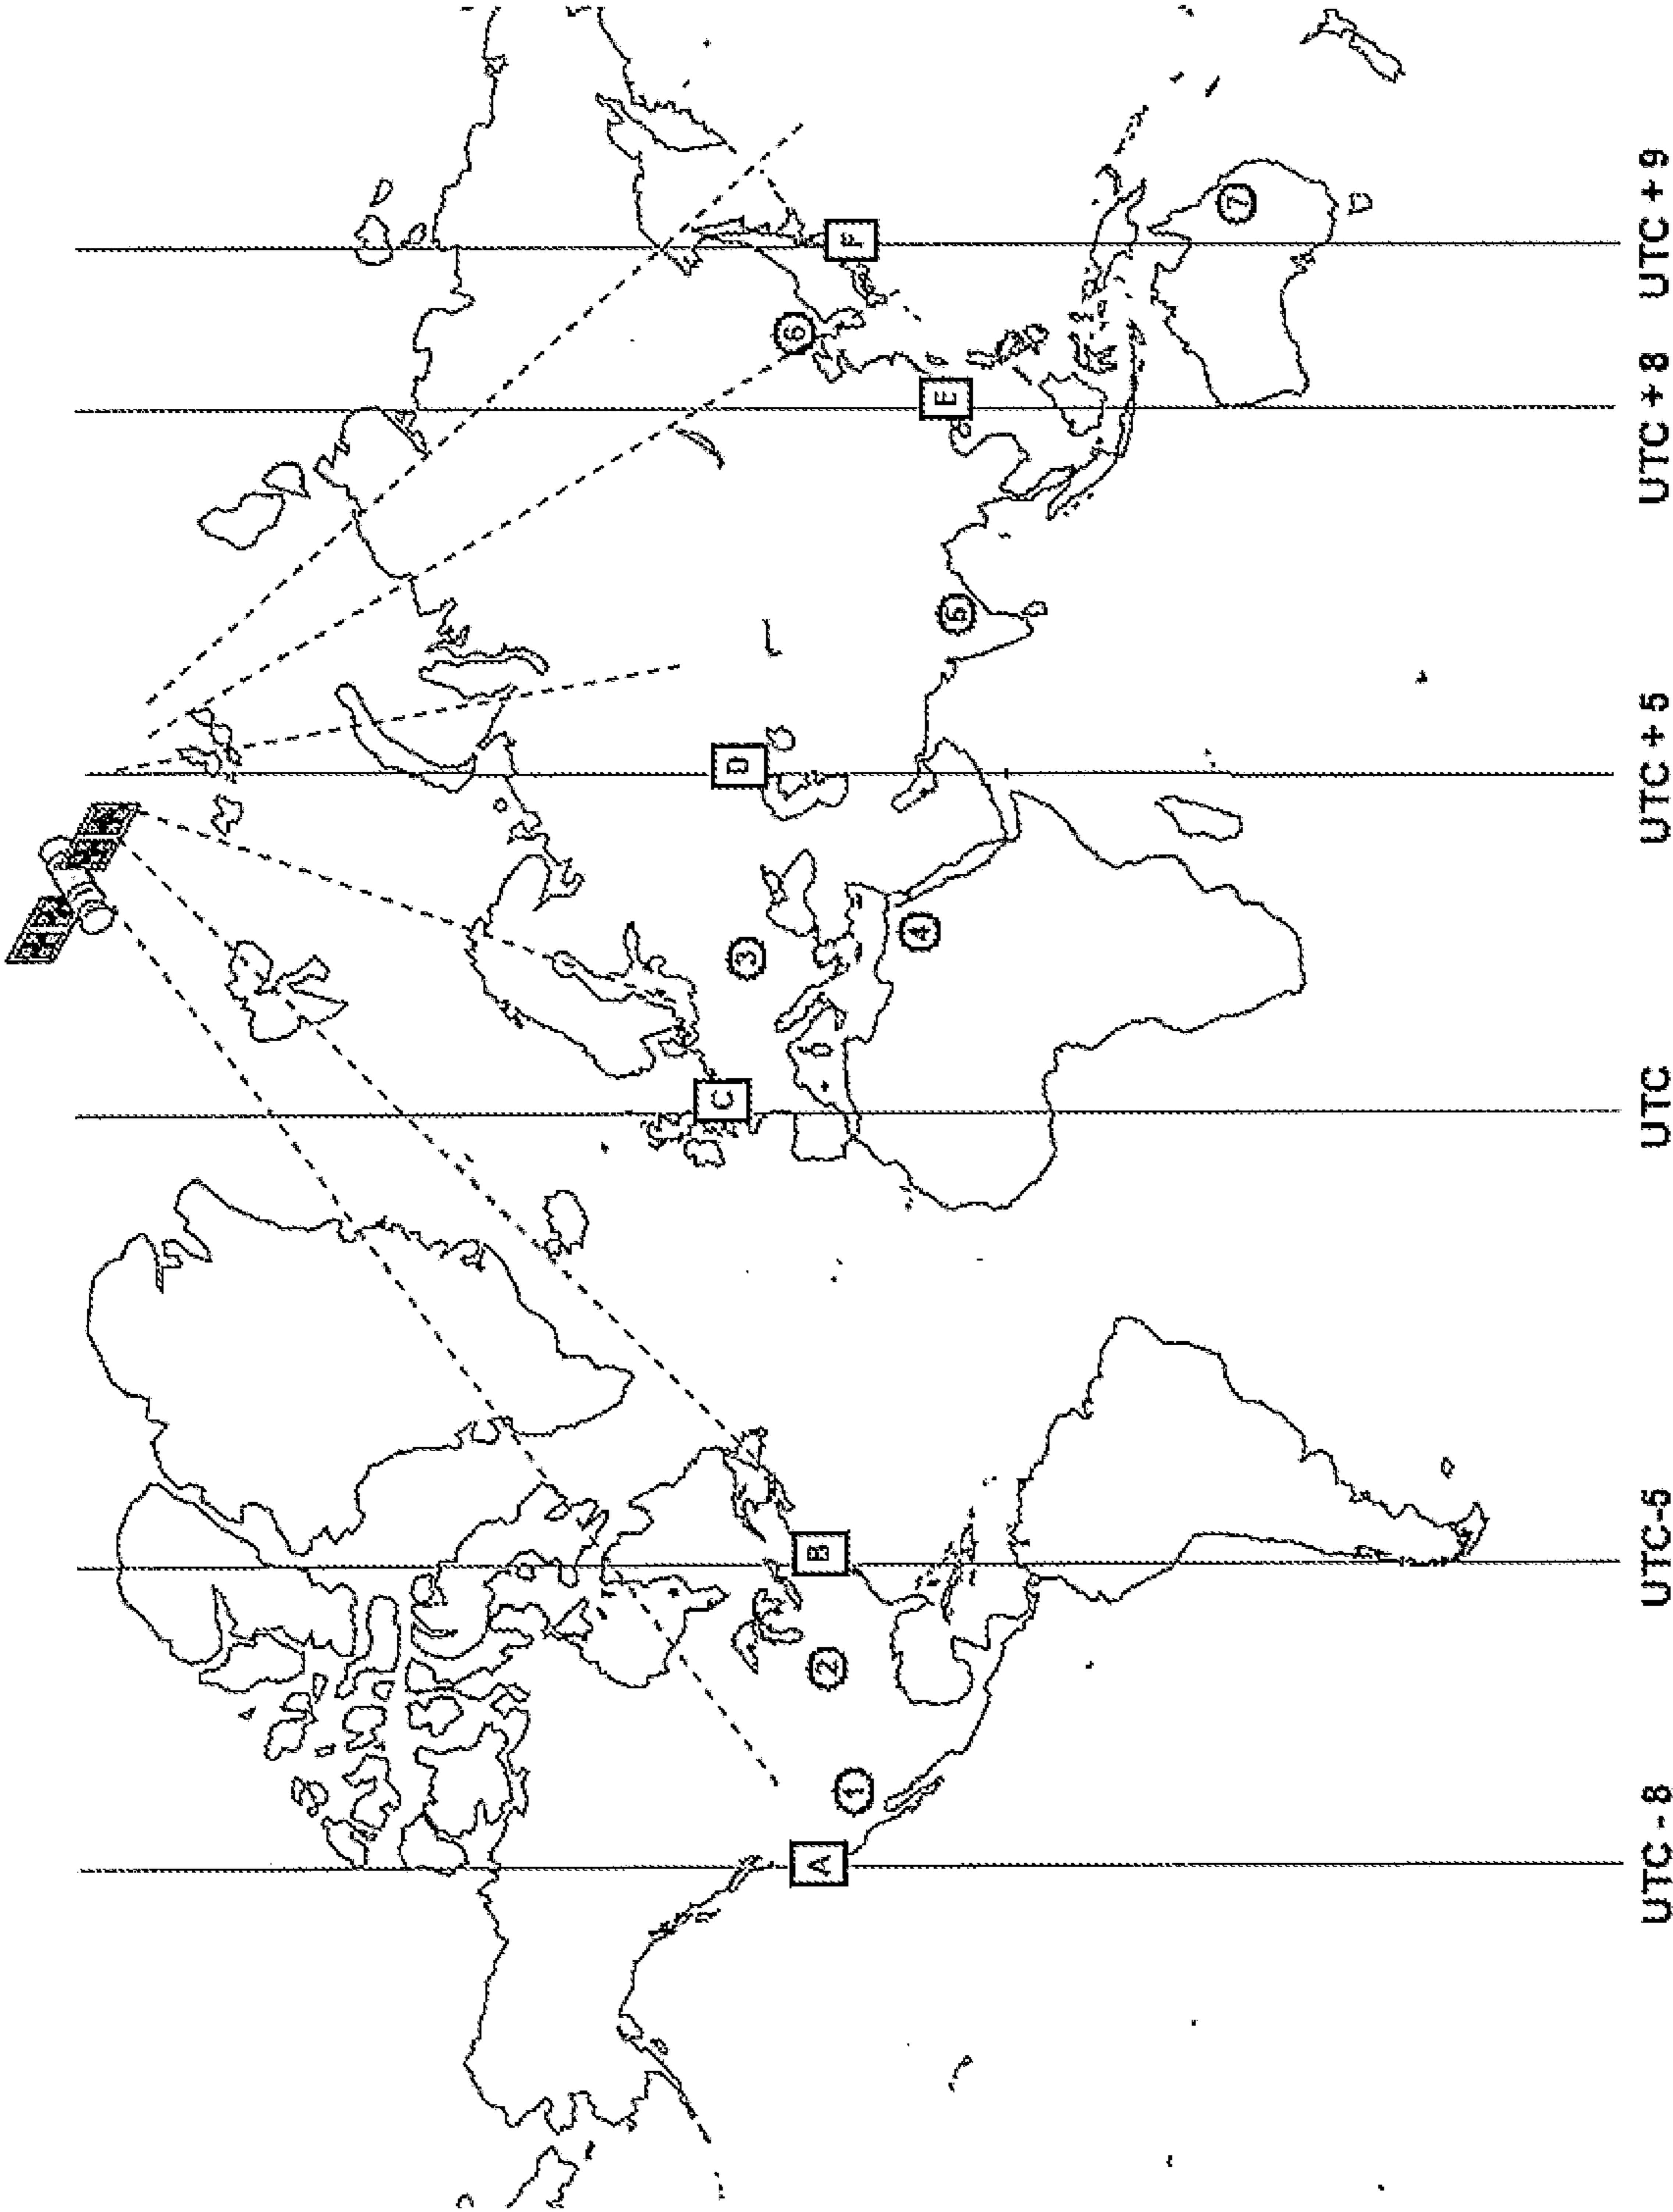 C
D
③
⑥
A
B
②
F
①
④
E
⑤
⑦
UTC - 8 UTC-5 UTC UTC + 5 UTC + 8 UTC + 9